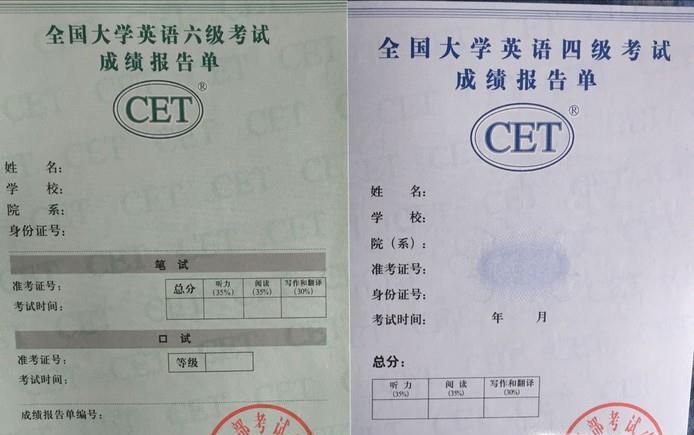 全国大学英语六级考试
成绩报告单
CET®
姓 名：
学 校：
院 系：
身份证号：
笔 试
准考证号：
考试时间：
总分
听力
(35%)
阅读
(35%)
写作和翻译
(30%)
口 试
准考证号：
考试时间：
等级
成绩报告单编号：
部考试
全国大学英语四级考试
成绩报告单
CET®
姓 名：
学 校：
院（系）：
准考证号：
身份证号：
考试时间： 年 月
总分：
听 力
(35%)
阅 读
(35%)
写作和翻译
(30%)
部考试